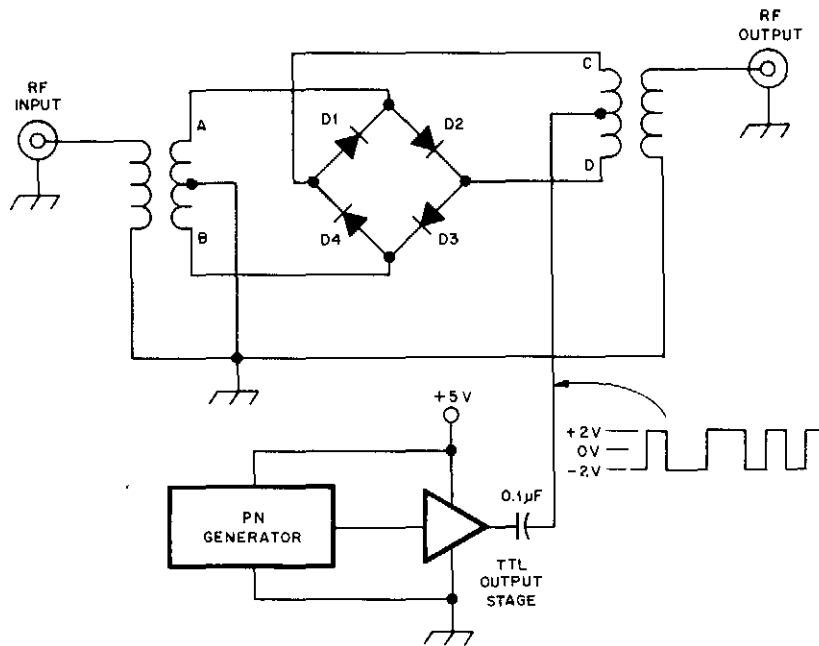 RF
OUTPUT
RF
INPUT
C
A
D1
D2
D
B
D4
D3
+5V
+2V
0V
-2V
0.1µF
PN
GENERATOR
TTL
OUTPUT
STAGE